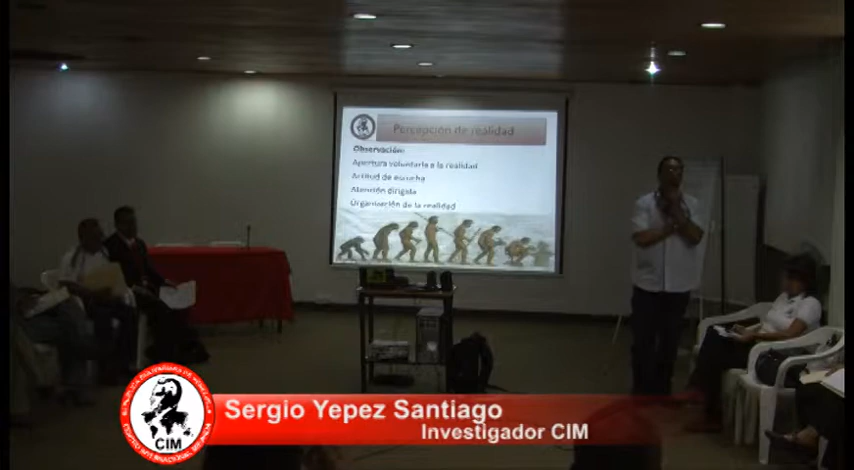 Percepción de realidad
Observación:
Apertura voluntaria a la realidad
Actitud de escucha
Atención dirigida
Organización de la realidad
CIM
Sergio Yepez Santiago
Investigador CIM